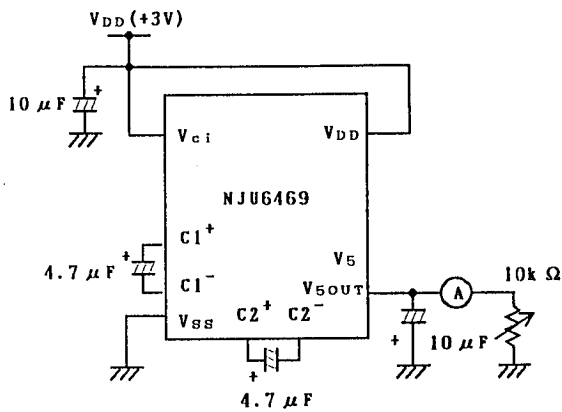 VDD(+3V)
+
10 μF
Vci
VDD
NJU6469
C1+
+
4.7 μF
C1-
V5
V5OUT
10k Ω
A
VSS
C2+ C2-
+
10 μF
+
4.7 μF